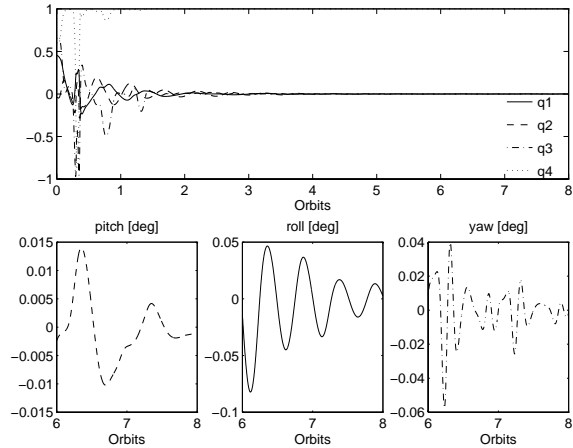 1
0.5
0
−0.5
−1
0 1 2 3 4 5 6 7 8
Orbits
q1
q2
q3
q4
pitch [deg]
0.015
0.01
0.005
0
−0.005
−0.01
−0.015
6 7 8
Orbits
roll [deg]
0.05
0
−0.05
−0.1
6 7 8
Orbits
yaw [deg]
0.04
0.02
0
−0.02
−0.04
−0.06
6 7 8
Orbits